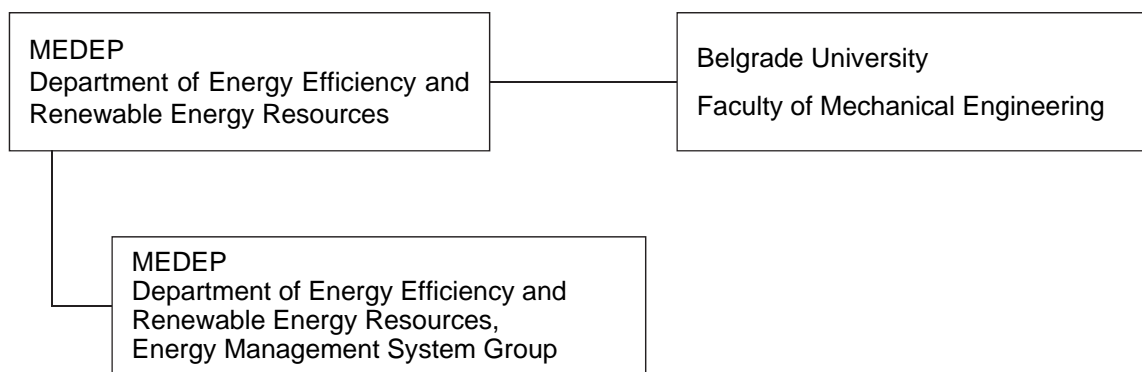 MEDEP
Department of Energy Efficiency and
Renewable Energy Resources
Belgrade University
Faculty of Mechanical Engineering
MEDEP
Department of Energy Efficiency and
Renewable Energy Resources,
Energy Management System Group